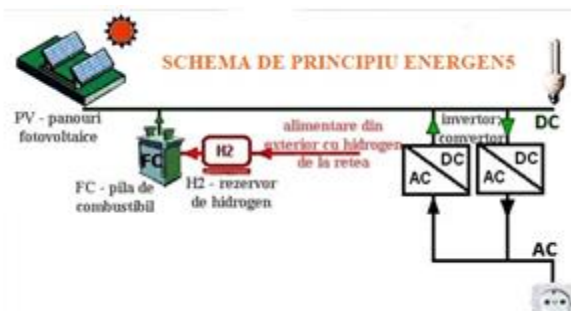 SCHEMA DE PRINCIPIU ENERGEN5
PV - panouri
fotovoltaice
FC
FC - pila de
combustibil
H2
H2 - rezervor
de hidrogen
alimentare din
exterior cu hidrogen
de la retea
invertor;
convertor
DC
DC
AC
DC
AC
AC